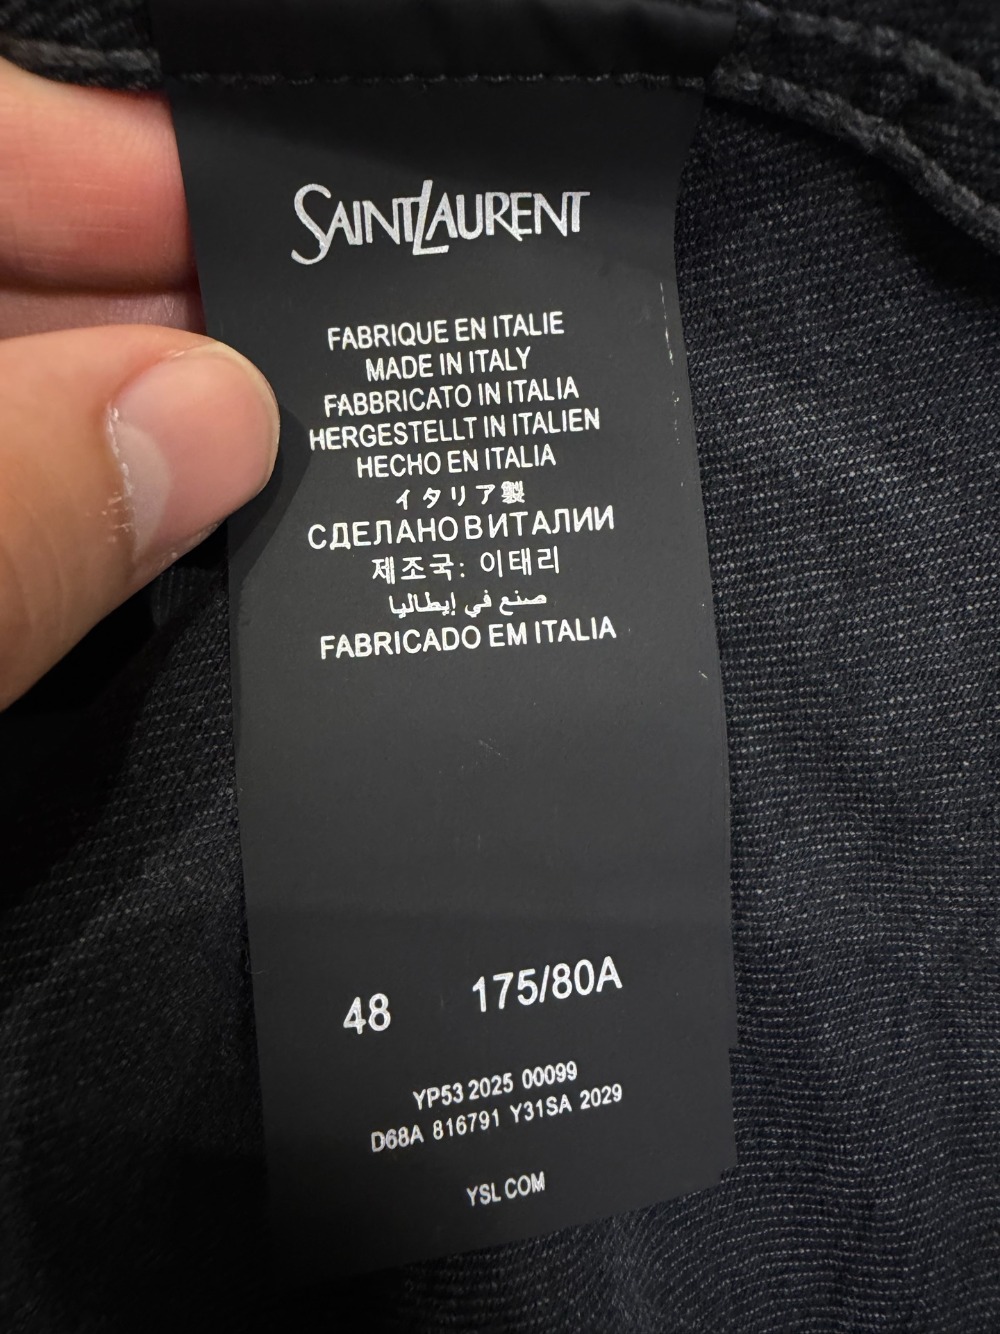 SAINT LAURENT
FABRIQUE EN ITALIE
MADE IN ITALY
FABBRICATO IN ITALIA
HERGESTELLT IN ITALIEN
HECHO EN ITALIA
イタリア製
СДЕЛАНО В ИТАЛИИ
제조국: 이태리
صنع في إيطاليا
FABRICADO EM ITALIA
48 175/80A
YP53 2025 00099
D68A 816791 Y31SA 2029
YSL.COM